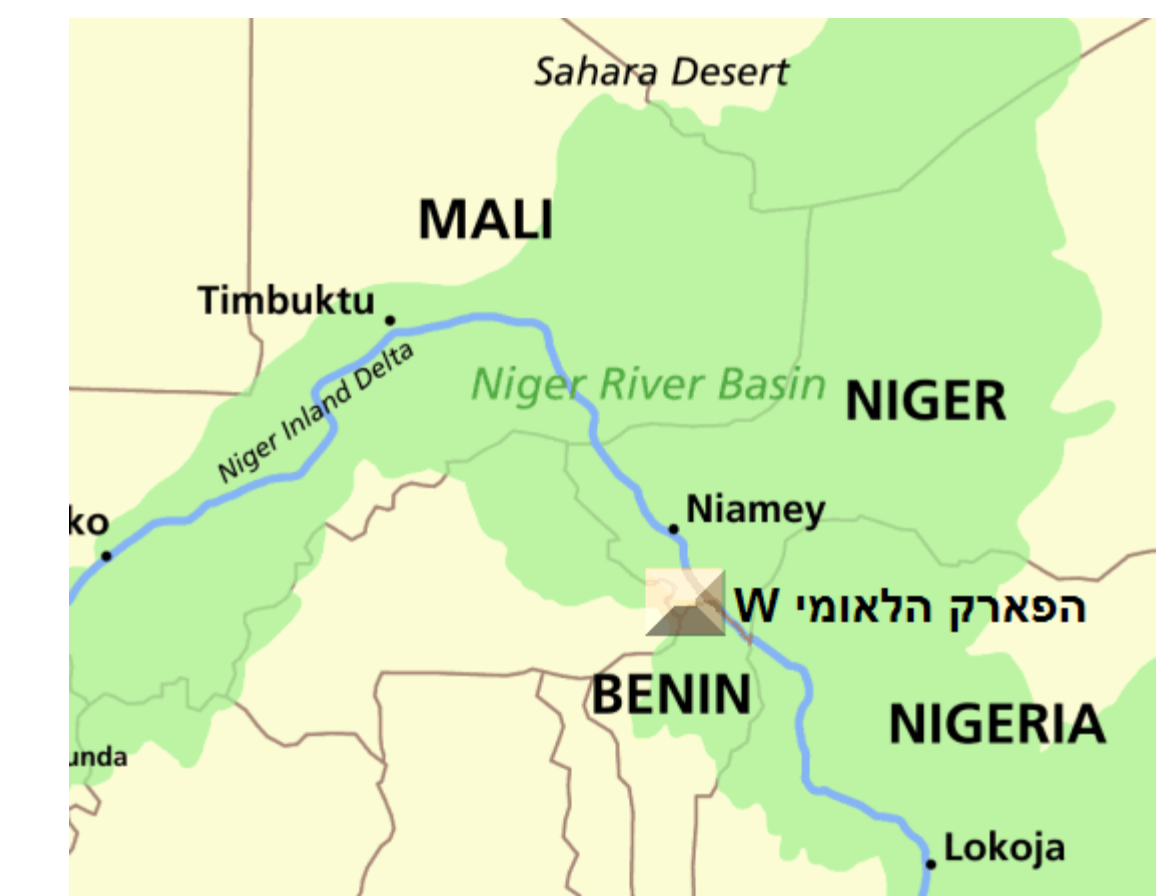 Sahara Desert
MALI
Timbuktu
Niger Inland Delta
Niger River Basin
NIGER
ko
Niamey
הפארק הלאומי W
BENIN
NIGERIA
unda
Lokoja